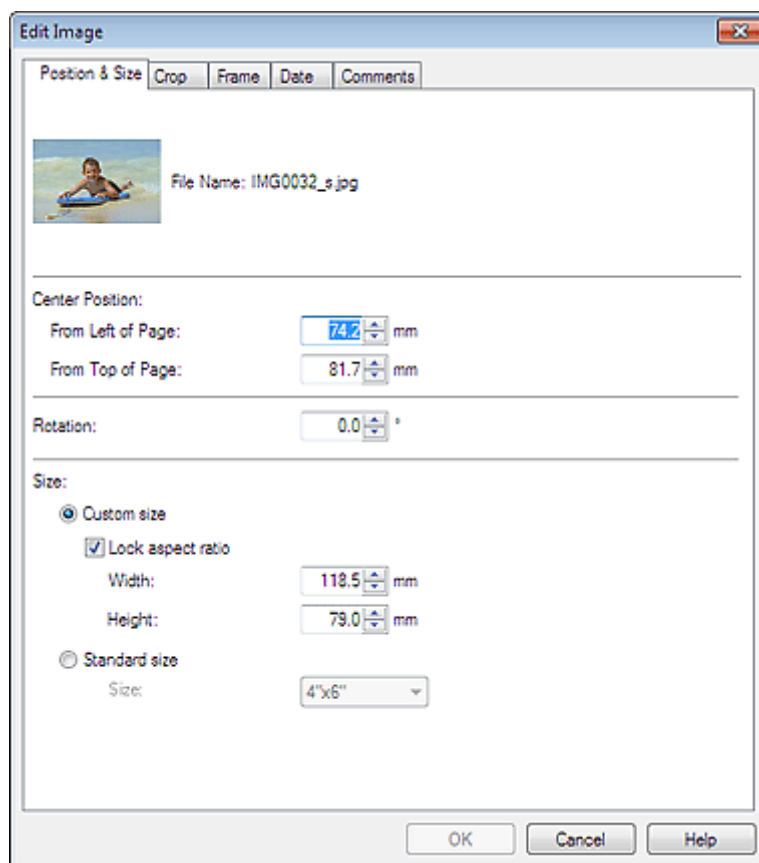 Edit Image
Position & Size Crop Frame Date Comments
File Name: IMG0032_s.jpg
Center Position:
From Left of Page: 74.2 mm
From Top of Page: 81.7 mm
Rotation: 0.0 °
Size:
Custom size
Lock aspect ratio
Width: 118.5 mm
Height: 79.0 mm
Standard size
Size: 4"x6"
OK Cancel Help